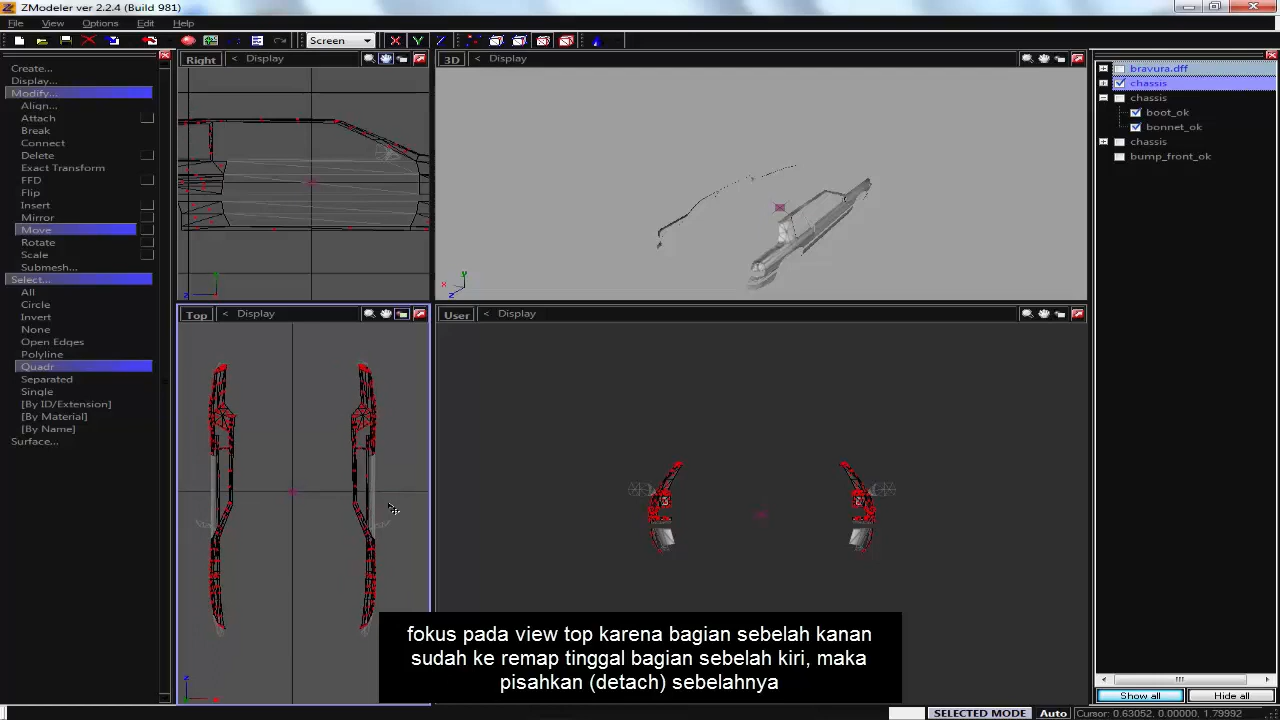 ZModeler ver 2.2.4 (Build 981)
File View Options Edit Help
Screen X Y Z
Create...
Display...
Modify...
Align...
Attach
Break
Connect
Delete
Exact Transform
FFD
Flip
Insert
Mirror
Move
Rotate
Scale
Submesh...
Select...
All
Circle
Invert
None
Open Edges
Polyline
Quadr
Separated
Single
[By ID/Extension]
[By Material]
[By Name]
Surface...
Right < Display
3D < Display
Top < Display
User < Display
bravura.dff
chassis
chassis
boot_ok
bonnet_ok
chassis
bump_front_ok
fokus pada view top karena bagian sebelah kanan
sudah ke remap tinggal bagian sebelah kiri, maka
pisahkan (detach) sebelahnya
Show all Hide all
SELECTED MODE Auto Cursor: 0.63052, 0.00000, 1.79992